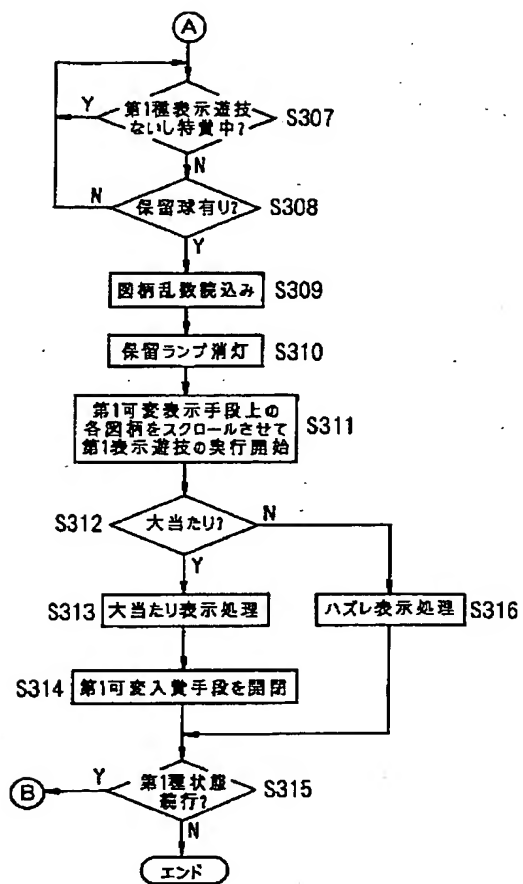 A
Y
第1種表示遊技
ないし特賞中?
S307
N
N
保留球有り?
S308
Y
図柄乱数読込み
S309
保留ランプ消灯
S310
第1可変表示手段上の
各図柄をスクロールさせて
第1表示遊技の実行開始
S311
S312
大当たり?
N
Y
S313
大当たり表示処理
ハズレ表示処理
S316
S314
第1可変入賞手段を開閉
B
Y
第1種状態
続行?
S315
N
エンド